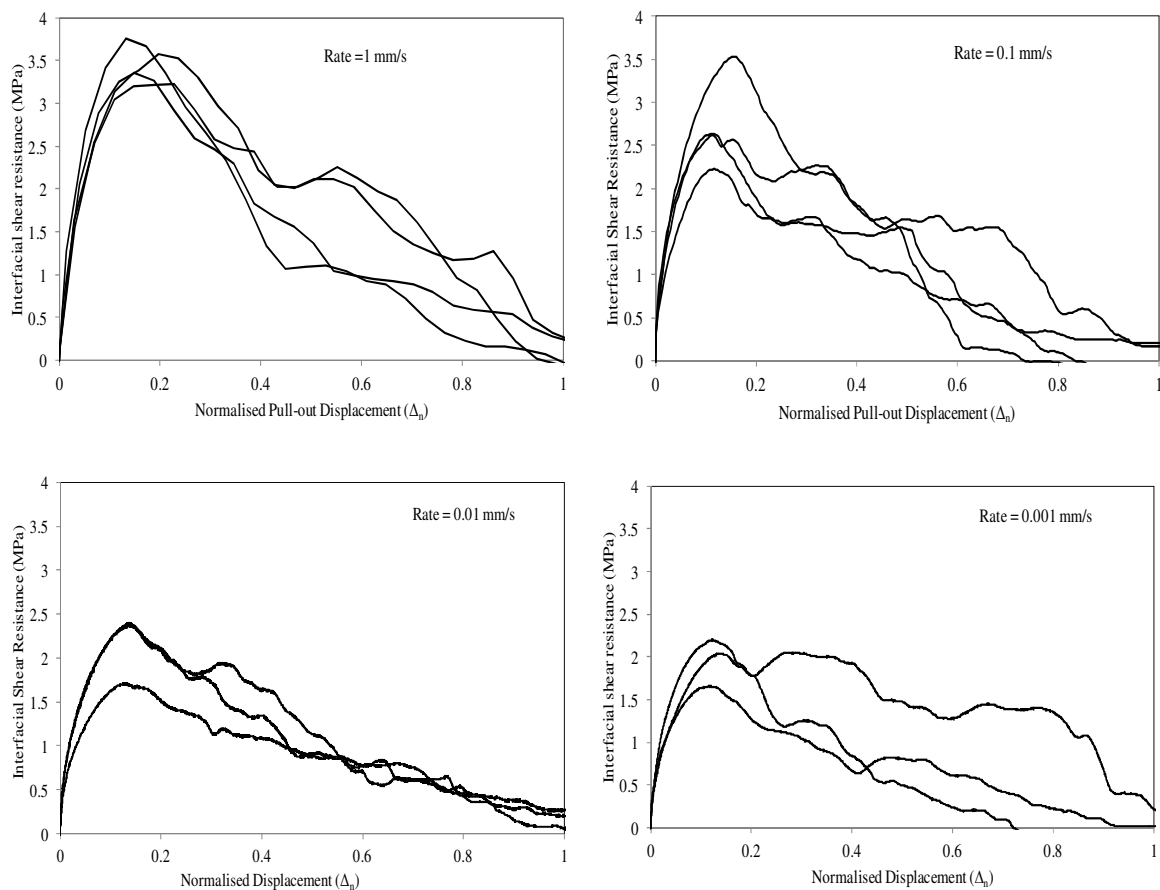 Rate =1 mm/s
Interfacial shear resistance (MPa)
4
3.5
3
2.5
2
1.5
1
0.5
0
0 0.2 0.4 0.6 0.8 1
Normalised Pull-out Displacement (Δn)
Rate = 0.1 mm/s
Interfacial Shear Resistance (MPa)
4
3.5
3
2.5
2
1.5
1
0.5
0
0 0.2 0.4 0.6 0.8 1
Normalised Pull-out Displacement (Δn)
Rate = 0.01 mm/s
Interfacial Shear Resistance (MPa)
4
3.5
3
2.5
2
1.5
1
0.5
0
0 0.2 0.4 0.6 0.8 1
Normalised Displacement (Δn)
Rate = 0.001 mm/s
Interfacial shear resistance (MPa)
4
3.5
3
2.5
2
1.5
1
0.5
0
0 0.2 0.4 0.6 0.8 1
Normalised Displacement (Δn)